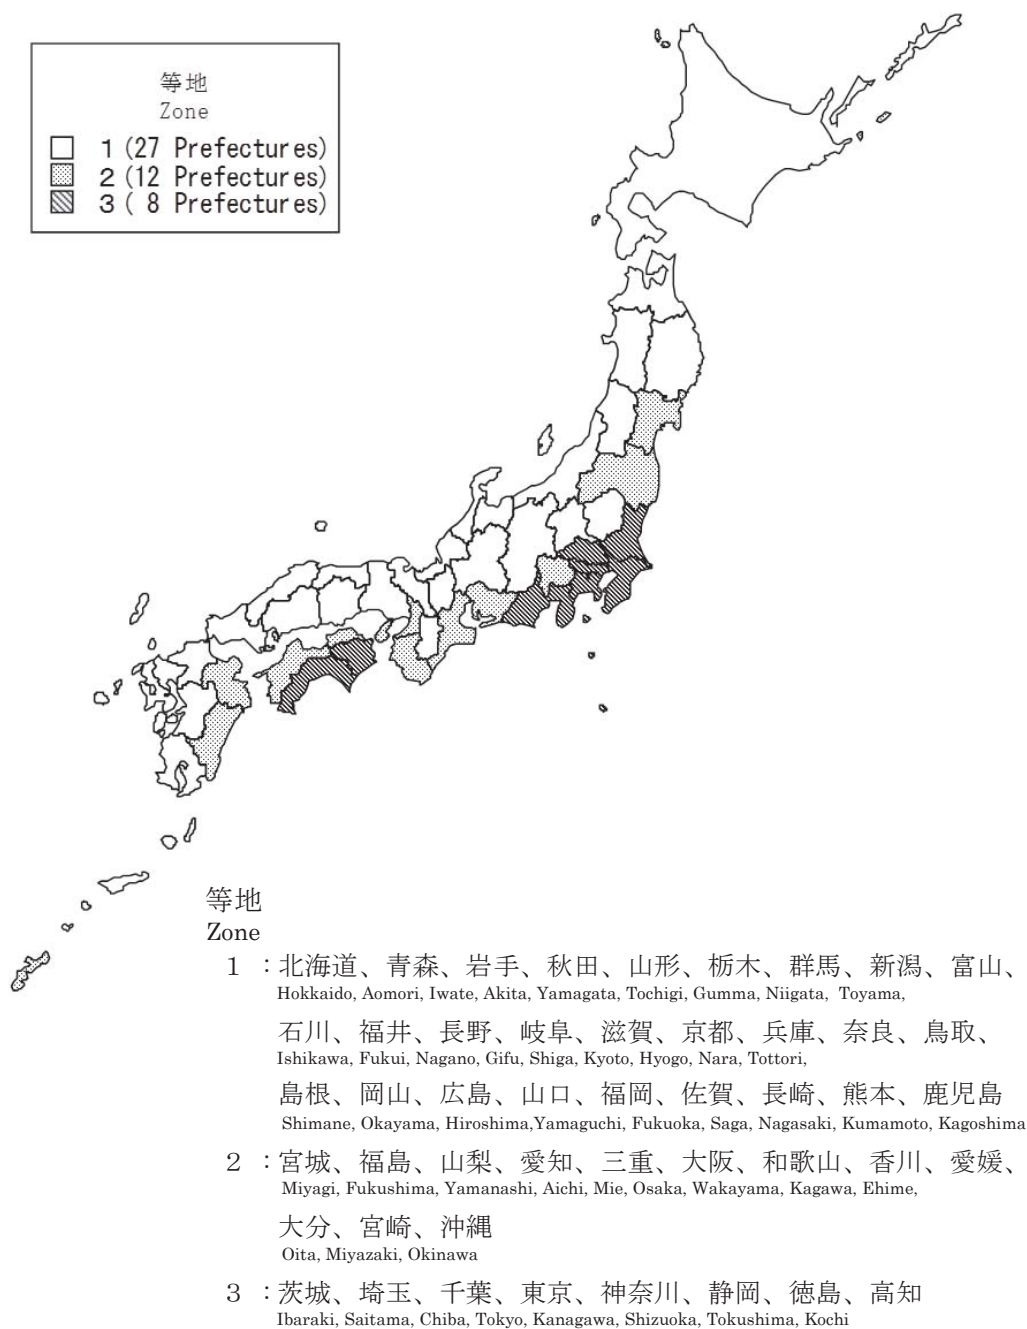 等地
Zone
1 (27 Prefectures)
2 (12 Prefectures)
3 ( 8 Prefectures)
等地
Zone
1 :北海道、青森、岩手、秋田、山形、栃木、群馬、新潟、富山、
Hokkaido, Aomori, Iwate, Akita, Yamagata, Tochigi, Gumma, Niigata, Toyama,
石川、福井、長野、岐阜、滋賀、京都、兵庫、奈良、鳥取、
Ishikawa, Fukui, Nagano, Gifu, Shiga, Kyoto, Hyogo, Nara, Tottori,
島根、岡山、広島、山口、福岡、佐賀、長崎、熊本、鹿児島
Shimane, Okayama, Hiroshima,Yamaguchi, Fukuoka, Saga, Nagasaki, Kumamoto, Kagoshima
2 :宮城、福島、山梨、愛知、三重、大阪、和歌山、香川、愛媛、
Miyagi, Fukushima, Yamanashi, Aichi, Mie, Osaka, Wakayama, Kagawa, Ehime,
大分、宮崎、沖縄
Oita, Miyazaki, Okinawa
3 :茨城、埼玉、千葉、東京、神奈川、静岡、徳島、高知
Ibaraki, Saitama, Chiba, Tokyo, Kanagawa, Shizuoka, Tokushima, Kochi